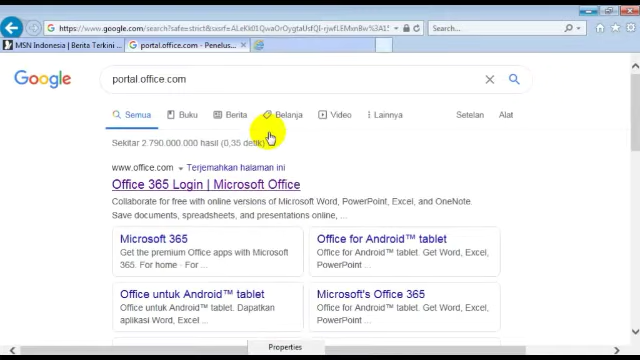 https://www.google.com/search?safe=strict&sxsrf=ALeKk01QwaOrOygtaUsfLEMxnBw%3A15
MSN Indonesia | Berita Terkini ...
portal.office.com - Penelus...
Google
portal.office.com
Semua Buku Berita Belanja Video Lainnya Setelan Alat
Sekitar 2.790.000.000 hasil (0,35 detik)
www.office.com Terjemahkan halaman ini
Office 365 Login | Microsoft Office
Collaborate for free with online versions of Microsoft Word, PowerPoint, Excel, and OneNote.
Save documents, spreadsheets, and presentations online, ...
Microsoft 365
Get the premium Office apps with Microsoft
365. For home · For ...
Office for Android™ tablet
Office for Android™ tablet. Get Word, Excel,
PowerPoint ...
Office untuk Android™ tablet
Office untuk Android™ tablet. Dapatkan
aplikasi Word, Excel ...
Microsoft's Office 365
Office for Android™ tablet. Get Word, Excel,
PowerPoint ...
Properties